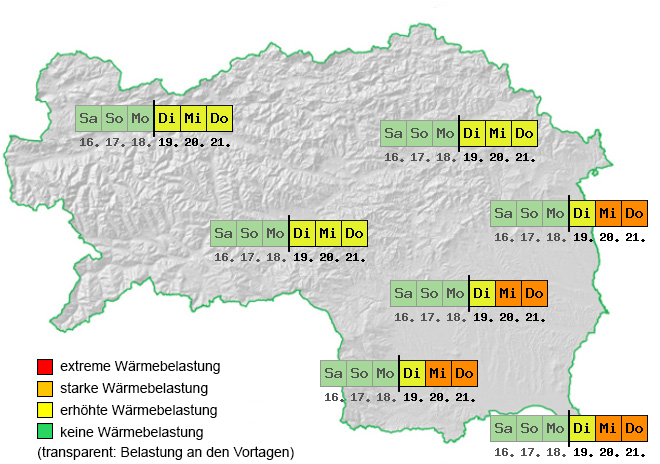 Sa So Mo Di Mi Do
16. 17. 18. 19. 20. 21.
Sa So Mo Di Mi Do
16. 17. 18. 19. 20. 21.
Sa So Mo Di Mi Do
16. 17. 18. 19. 20. 21.
Sa So Mo Di Mi Do
16. 17. 18. 19. 20. 21.
Sa So Mo Di Mi Do
16. 17. 18. 19. 20. 21.
Sa So Mo Di Mi Do
16. 17. 18. 19. 20. 21.
Sa So Mo Di Mi Do
16. 17. 18. 19. 20. 21.
extreme Wärmebelastung
starke Wärmebelastung
erhöhte Wärmebelastung
keine Wärmebelastung
(transparent: Belastung an den Vortagen)